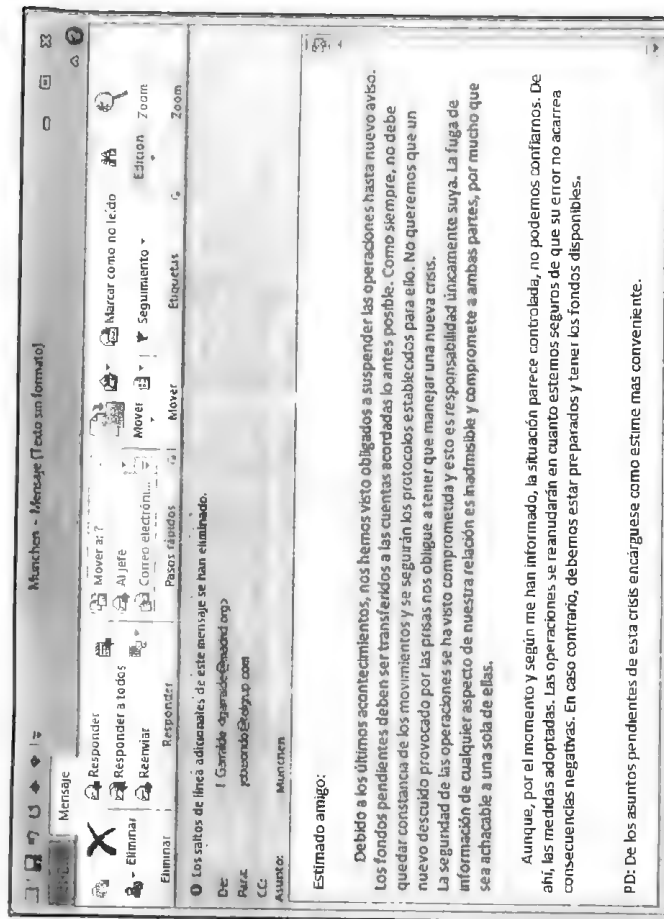 Munchen - Mensaje (Texto sin formato)
Mensaje
Eliminar
Eliminar
Responder
Responder a todos
Reenviar
Responder
Mover a: ?
Al jefe
Correo electróni...
Pasos rápidos
Mover
Mover
Marcar como no leído
Seguimiento
Etiquetas
Edición
Zoom
Zoom
Los saltos de línea adicionales de este mensaje se han eliminado.
De:
Para:
CC:
Asunto: Munchen
Estimado amigo:
Debido a los últimos acontecimientos, nos hemos visto obligados a suspender las operaciones hasta nuevo aviso.
Los fondos pendientes deben ser transferidos a las cuentas acordadas lo antes posible. Como siempre, no debe
quedar constancia de los movimientos y se seguirán los protocolos establecidos para ello. No queremos que un
nuevo descuido provocado por las prisas nos obligue a tener que manejar una nueva crisis.
La seguridad de las operaciones se ha visto comprometida y esto es responsabilidad únicamente suya. La fuga de
información de cualquier aspecto de nuestra relación es inadmisible y compromete a ambas partes, por mucho que
sea achacable a una sola de ellas.
Aunque, por el momento y según me han informado, la situación parece controlada, no podemos confiarnos. De
ahí, las medidas adoptadas. Las operaciones se reanudarán en cuanto estemos seguros de que su error no acarrea
consecuencias negativas. En caso contrario, debemos estar preparados y tener los fondos disponibles.
PD: De los asuntos pendientes de esta crisis encárguese como estime mas conveniente.